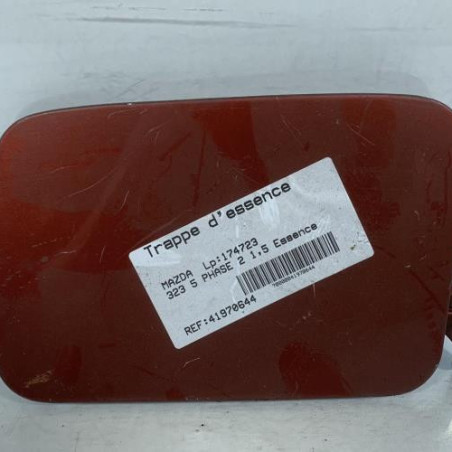 Trappe d'essence
MAZDA Lp:174723
323 5 PHASE 2 1,5 Essence
REF:41970644